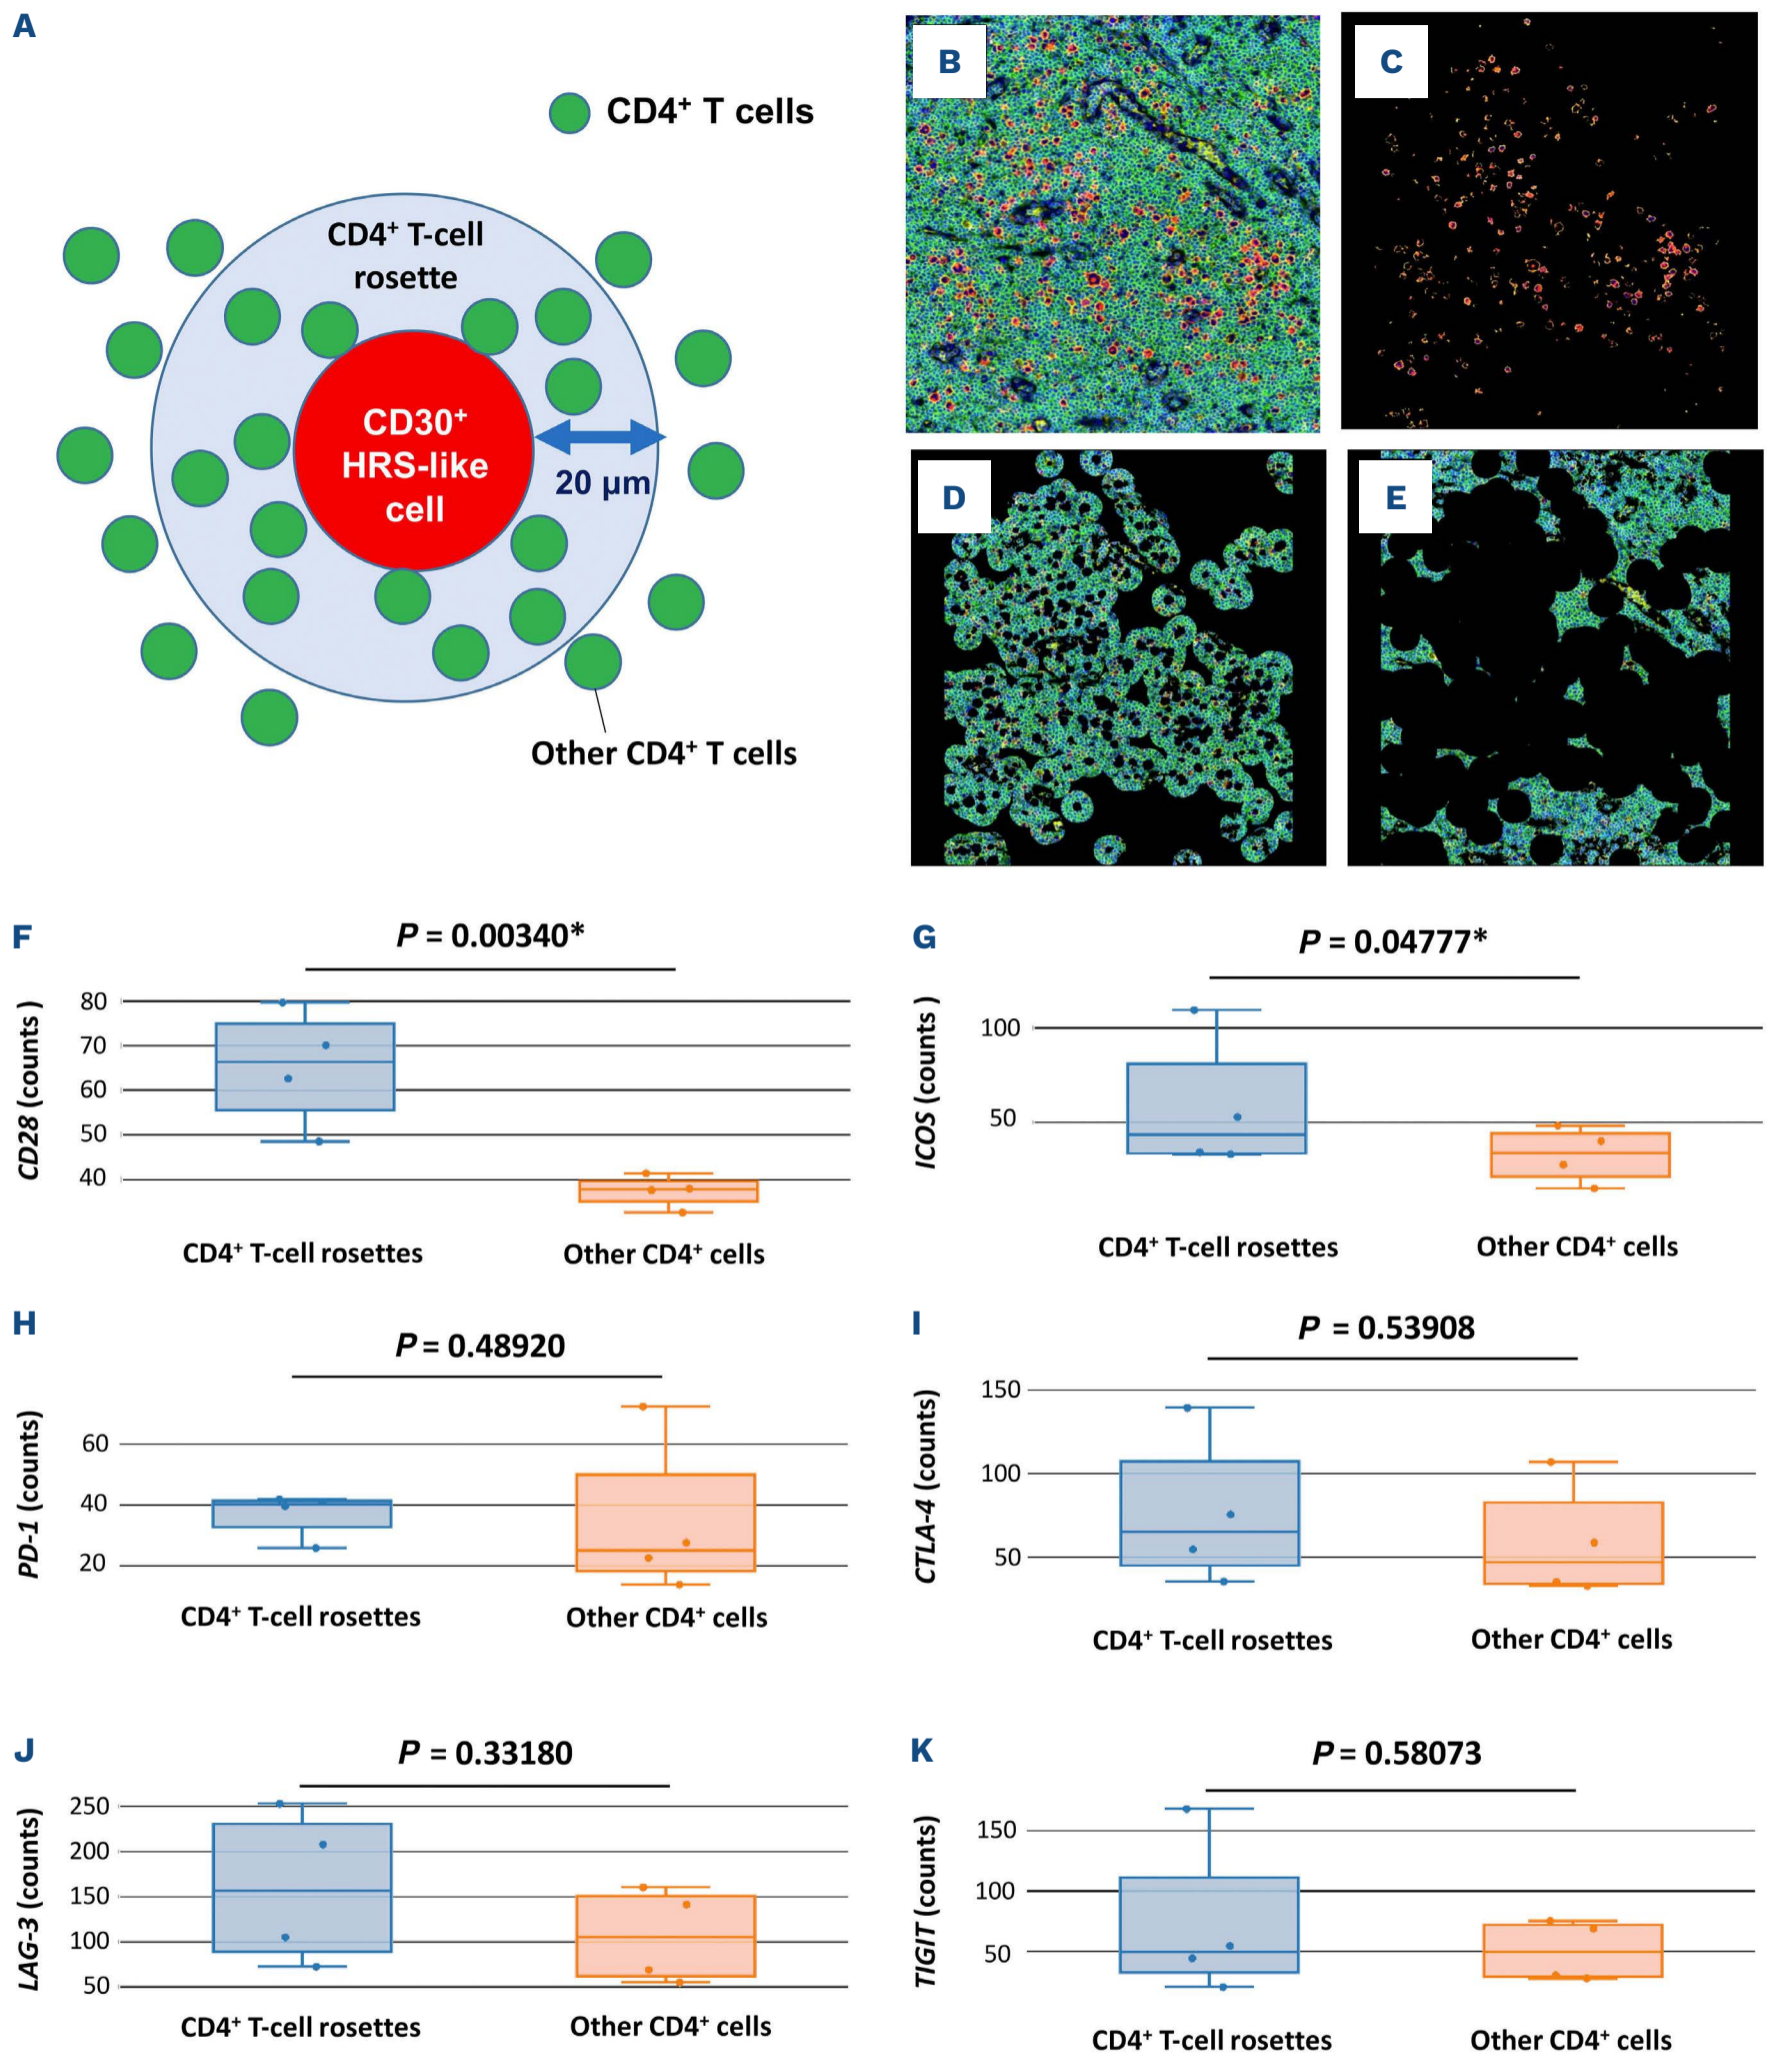 A
CD4+ T cells
CD4+ T-cell
rosette
CD30+
HRS-like
cell
20 µm
Other CD4+ T cells
B
C
D
E
F
P = 0.00340*
CD28 (counts )
80
70
60
50
40
CD4+ T-cell rosettes
Other CD4+ cells
G
P = 0.04777*
ICOS (counts )
100
50
CD4+ T-cell rosettes
Other CD4+ cells
H
P = 0.48920
PD-1 (counts)
60
40
20
CD4+ T-cell rosettes
Other CD4+ cells
I
P = 0.53908
CTLA-4 (counts)
150
100
50
CD4+ T-cell rosettes
Other CD4+ cells
J
P = 0.33180
LAG-3 (counts)
250
200
150
100
50
CD4+ T-cell rosettes
Other CD4+ cells
K
P = 0.58073
TIGIT (counts)
150
100
50
CD4+ T-cell rosettes
Other CD4+ cells